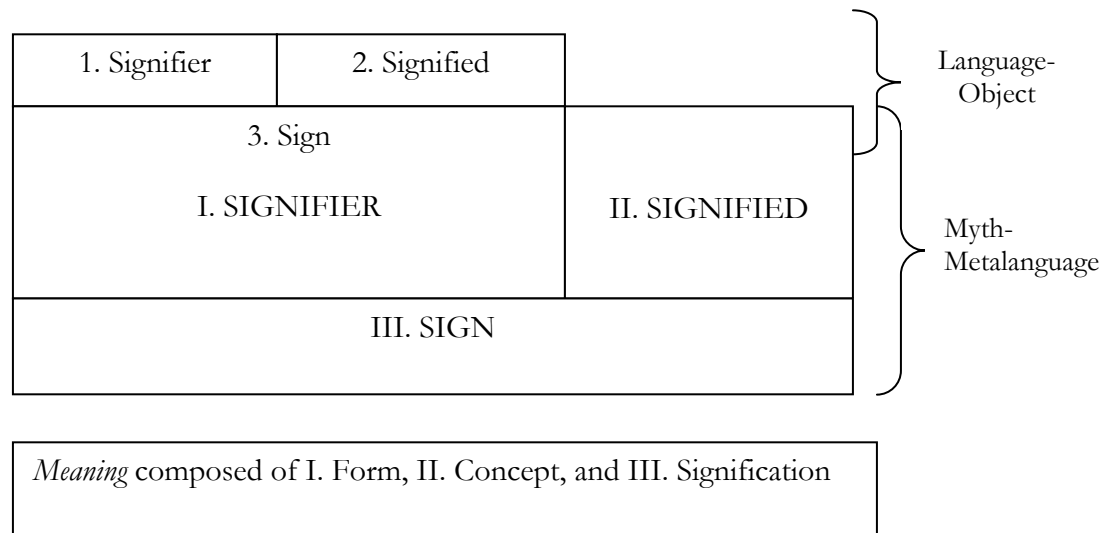 1. Signifier
2. Signified
Language-
Object
3. Sign
I. SIGNIFIER
II. SIGNIFIED
Myth-
Metalanguage
III. SIGN
Meaning composed of I. Form, II. Concept, and III. Signification